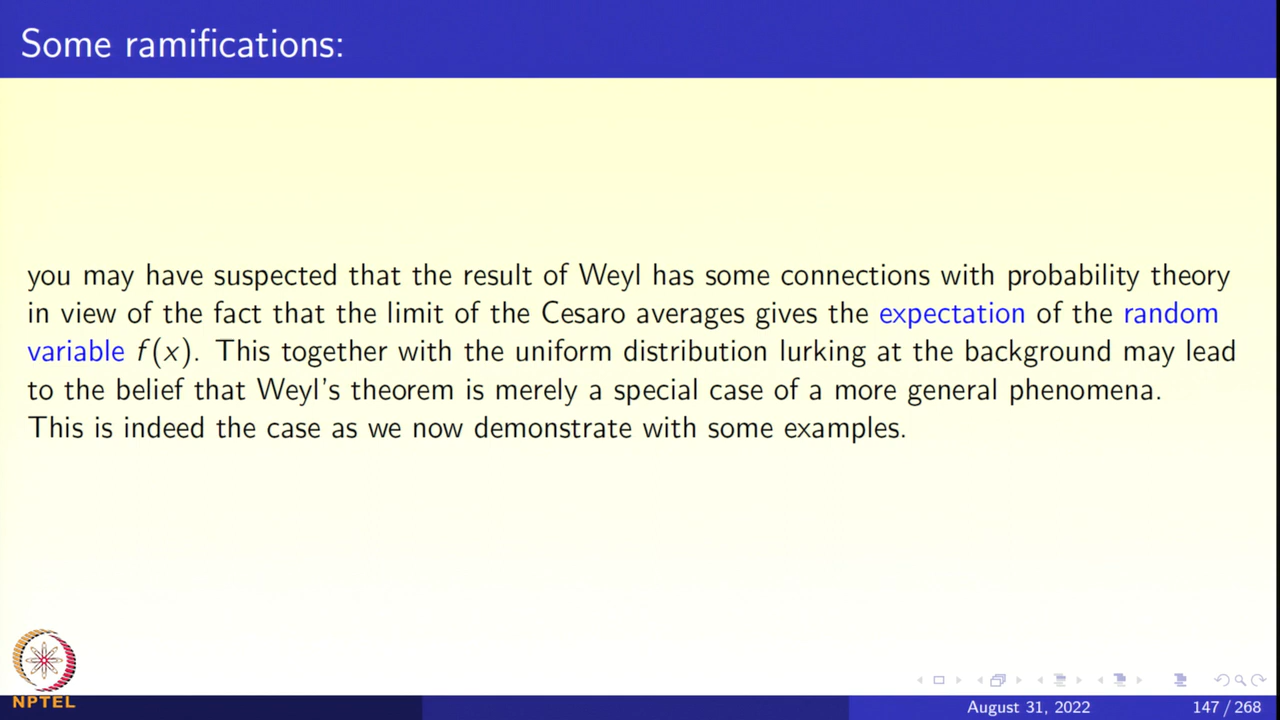 Some ramifications:
you may have suspected that the result of Weyl has some connections with probability theory
in view of the fact that the limit of the Cesaro averages gives the expectation of the random
variable f(x). This together with the uniform distribution lurking at the background may lead
to the belief that Weyl's theorem is merely a special case of a more general phenomena.
This is indeed the case as we now demonstrate with some examples.
NPTEL
August 31, 2022 147 / 268